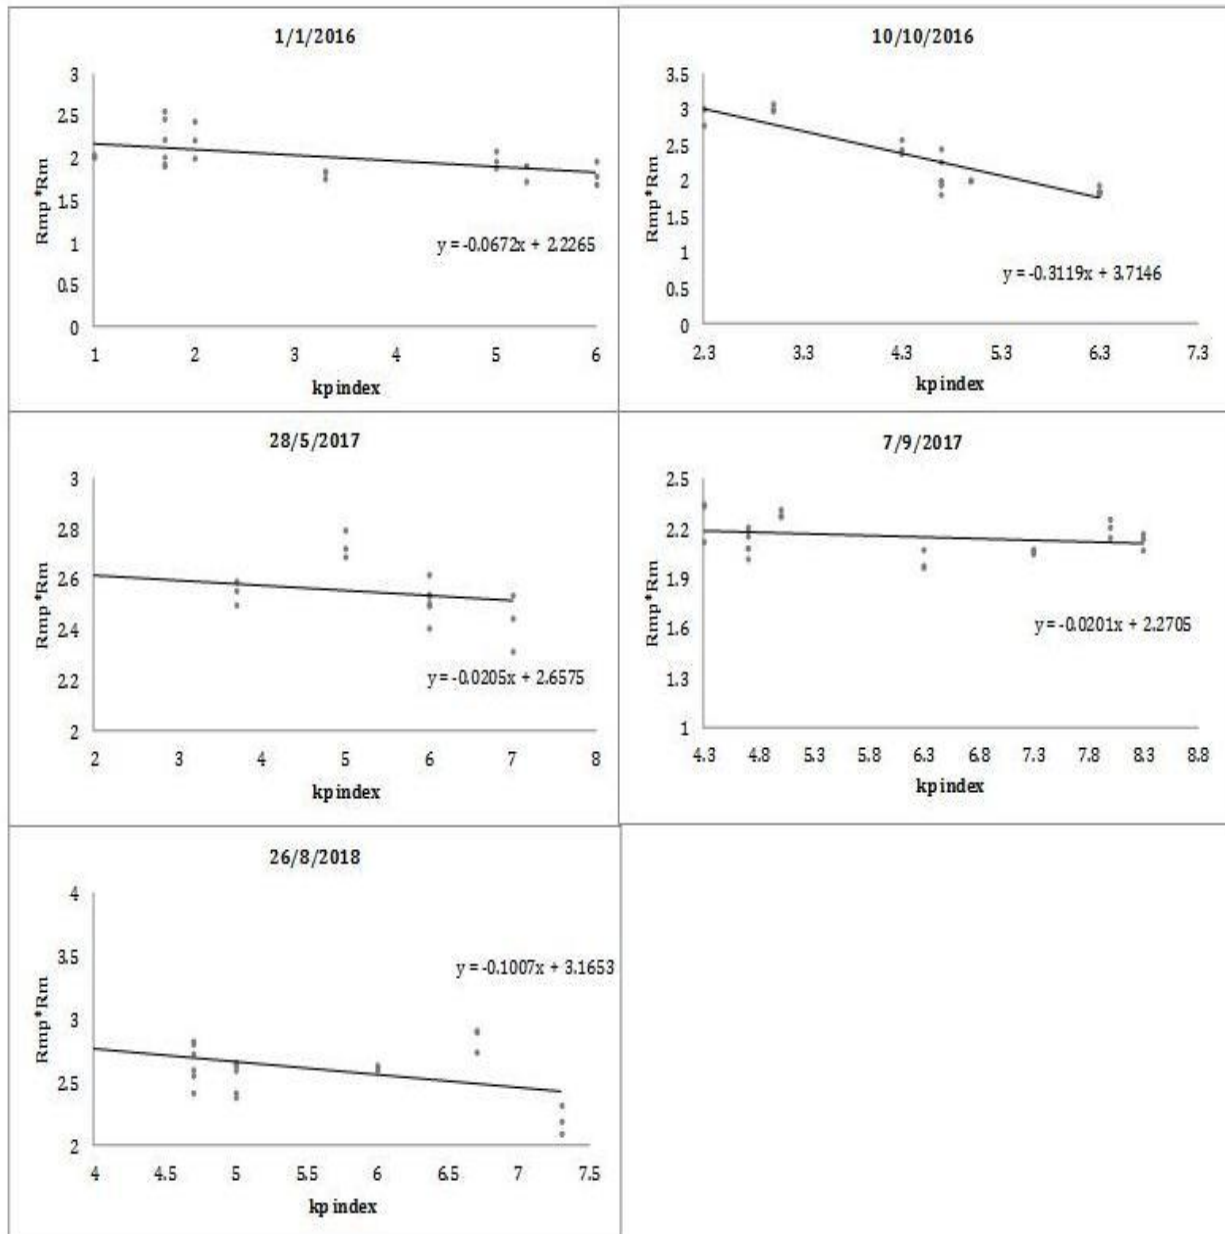 1/1/2016
3
2.5
2
1.5
1
0.5
0
Rmp*Rm
y = -0.0672x + 2.2265
1 2 3 4 5 6
kp index
10/10/2016
3.5
3
2.5
2
1.5
1
0.5
0
Rmp*Rm
y = -0.3119x + 3.7146
2.3 3.3 4.3 5.3 6.3 7.3
kp index
28/5/2017
3
2.8
2.6
2.4
2.2
2
Rmp*Rm
y = -0.0205x + 2.6575
2 3 4 5 6 7 8
kp index
7/9/2017
2.5
2.2
1.9
1.6
1.3
1
Rmp*Rm
y = -0.0201x + 2.2705
4.3 4.8 5.3 5.8 6.3 6.8 7.3 7.8 8.3 8.8
kp index
26/8/2018
4
3.5
3
2.5
2
Rmp*Rm
y = -0.1007x + 3.1653
4 4.5 5 5.5 6 6.5 7 7.5
kp index